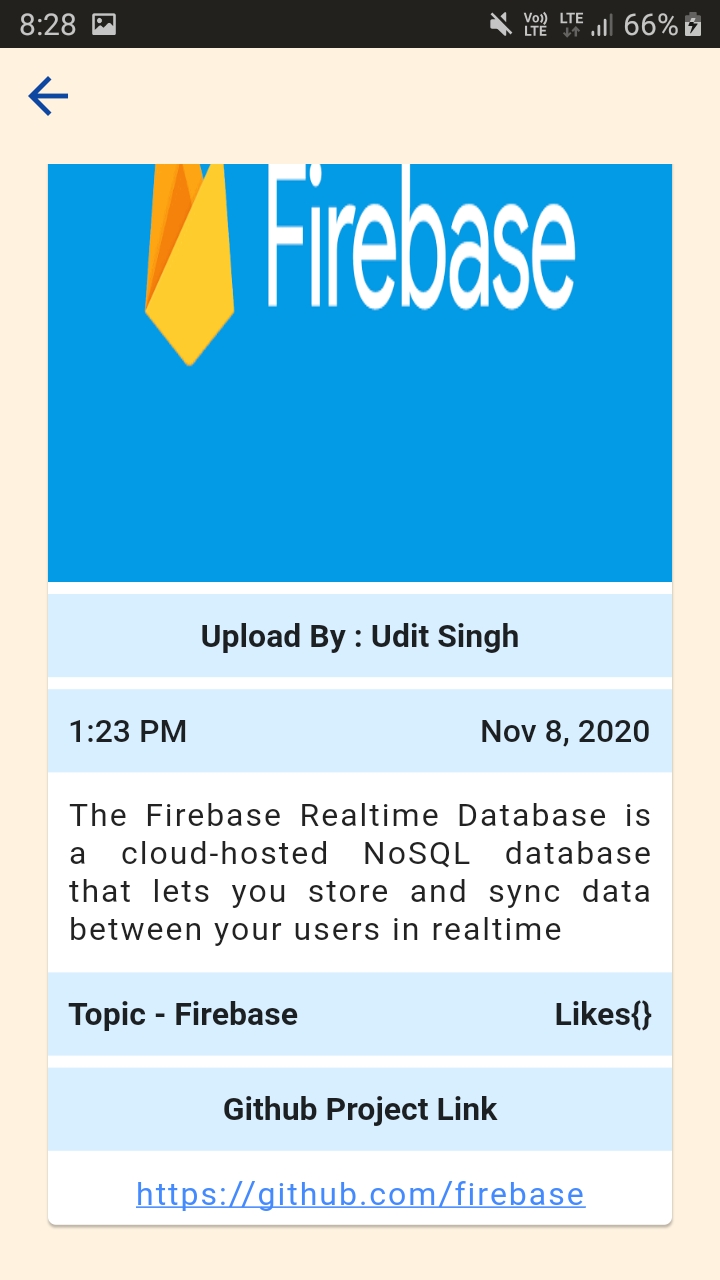 8:28 Vo)) LTE LTE 66%
Firebase
Upload By : Udit Singh
1:23 PM Nov 8, 2020
The Firebase Realtime Database is
a cloud-hosted NoSQL database
that lets you store and sync data
between your users in realtime
Topic - Firebase Likes{}
Github Project Link
https://github.com/firebase